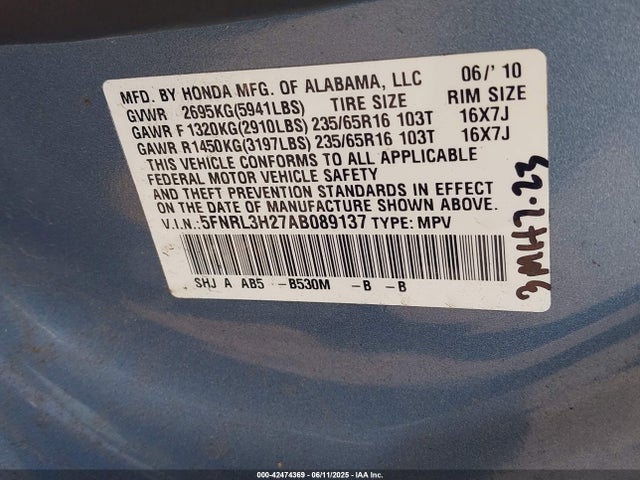 MFD. BY HONDA MFG. OF ALABAMA, LLC 06/'10
GVWR 2695KG(5941LBS) TIRE SIZE RIM SIZE
GAWR F 1320KG(2910LBS) 235/65R16 103T 16X7J
GAWR R 1450KG(3197LBS) 235/65R16 103T 16X7J
THIS VEHICLE CONFORMS TO ALL APPLICABLE
FEDERAL MOTOR VEHICLE SAFETY
AND THEFT PREVENTION STANDARDS IN EFFECT
ON THE DATE OF MANUFACTURE SHOWN ABOVE.
V.I.N.:5FNRL3H27AB089137 TYPE: MPV
SHJ A AB5 -B530M -B -B
3MH7.23
000-42474369 - 06/11/2025 - IAA Inc.